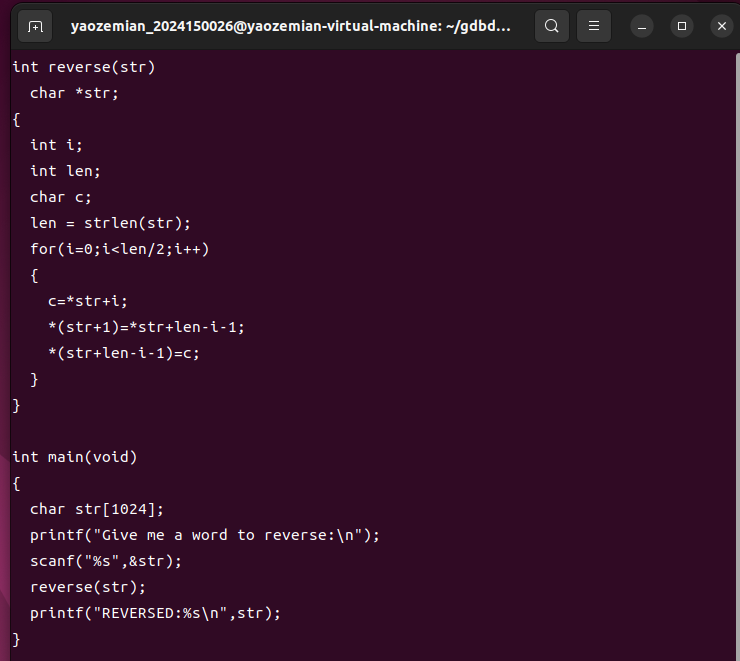 yaozemian_2024150026@yaozemian-virtual-machine: ~/gdbd...
int reverse(str)
  char *str;
{
  int i;
  int len;
  char c;
  len = strlen(str);
  for(i=0;i<len/2;i++)
  {
    c=*str+i;
    *(str+1)=*str+len-i-1;
    *(str+len-i-1)=c;
  }
}

int main(void)
{
  char str[1024];
  printf("Give me a word to reverse:\n");
  scanf("%s",&str);
  reverse(str);
  printf("REVERSED:%s\n",str);
}